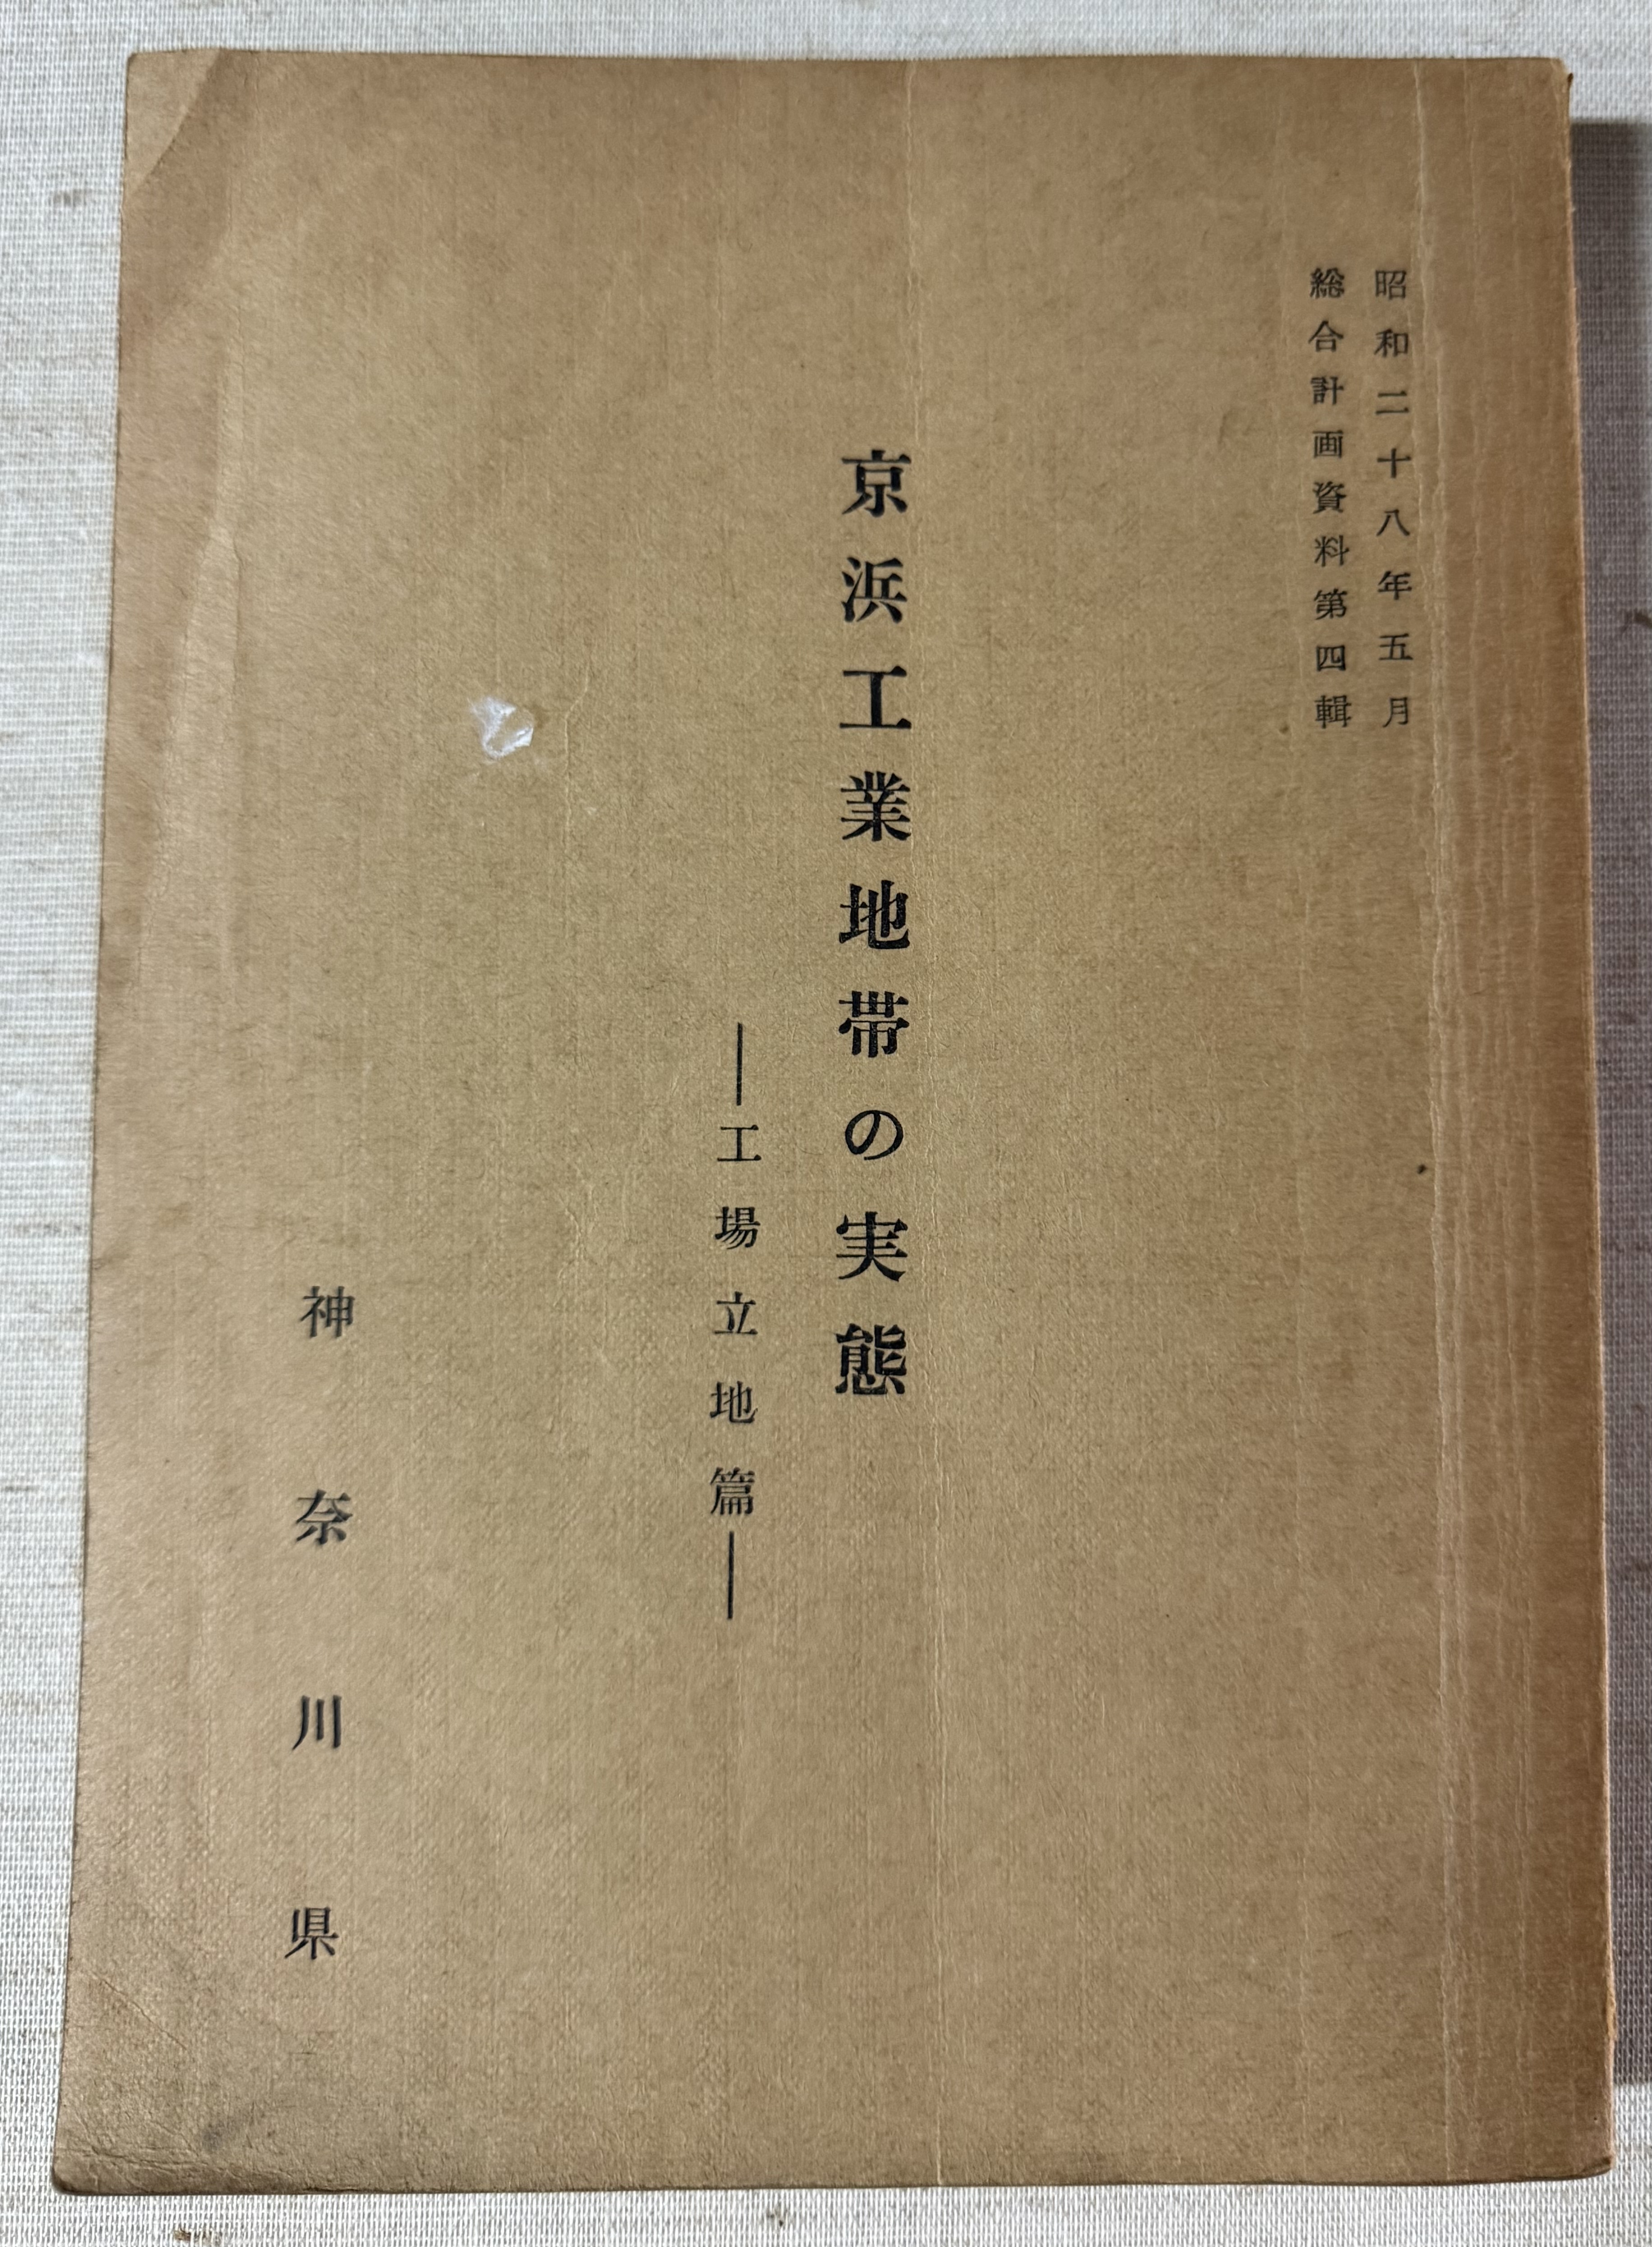 昭和二十八年五月
総合計画資料第四輯
京浜工業地帯の実態
―工場立地篇―
神奈川県